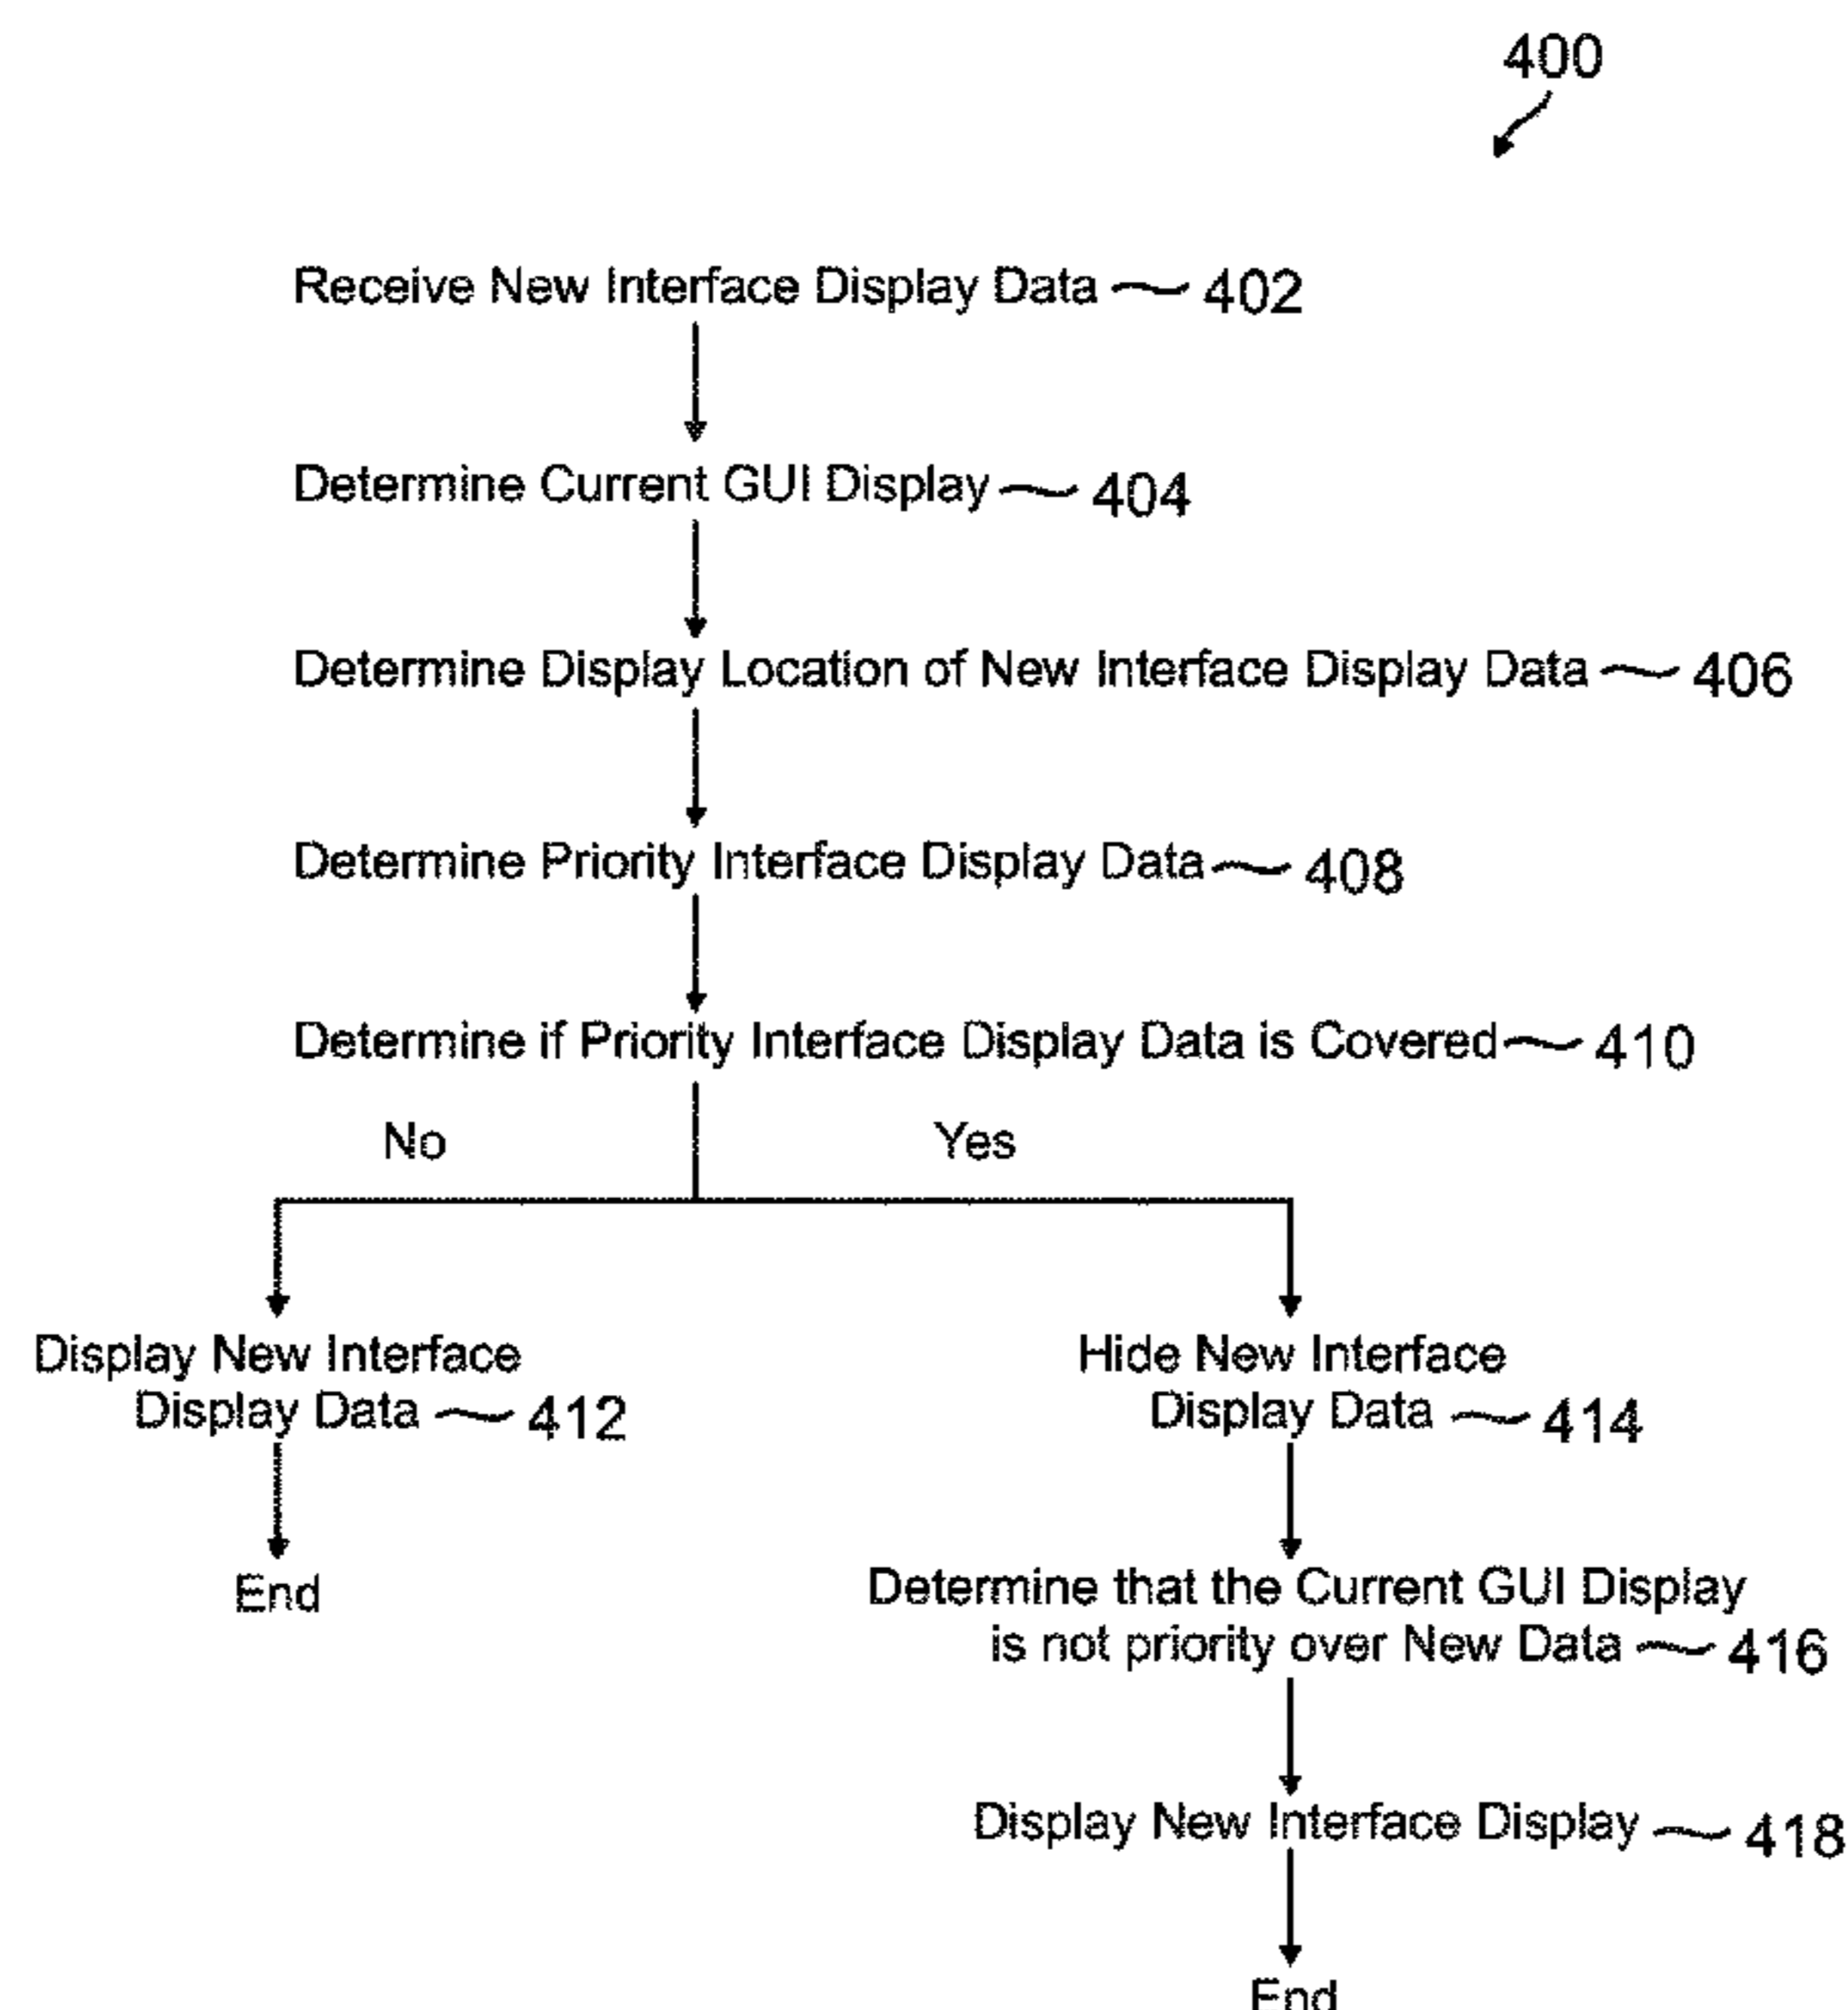 400
Receive New Interface Display Data 402
Determine Current GUI Display 404
Determine Display Location of New Interface Display Data 406
Determine Priority Interface Display Data 408
Determine if Priority Interface Display Data is Covered 410
No Yes
Display New Interface
Display Data 412
Hide New Interface
Display Data 414
End
Determine that the Current GUI Display
is not priority over New Data 416
Display New Interface Display 418
End